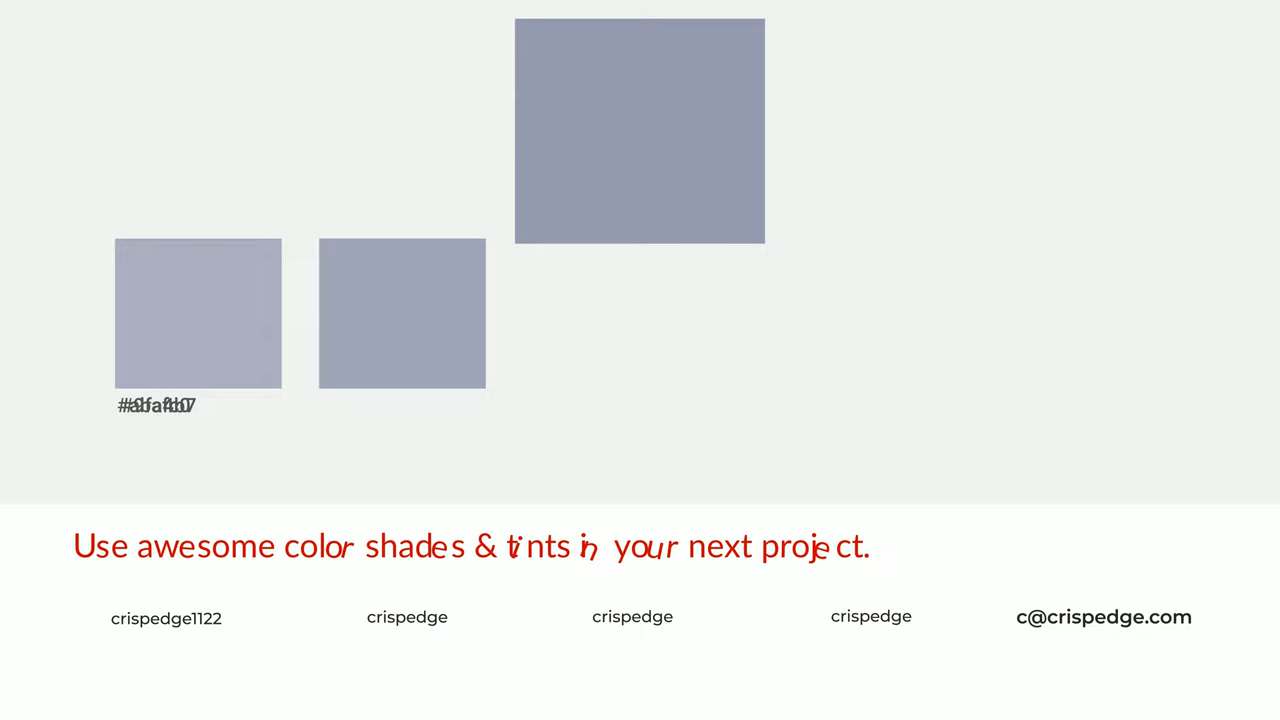 Use awesome color shades & tints in your next project.
crispedge1122 crispedge crispedge crispedge c@crispedge.com